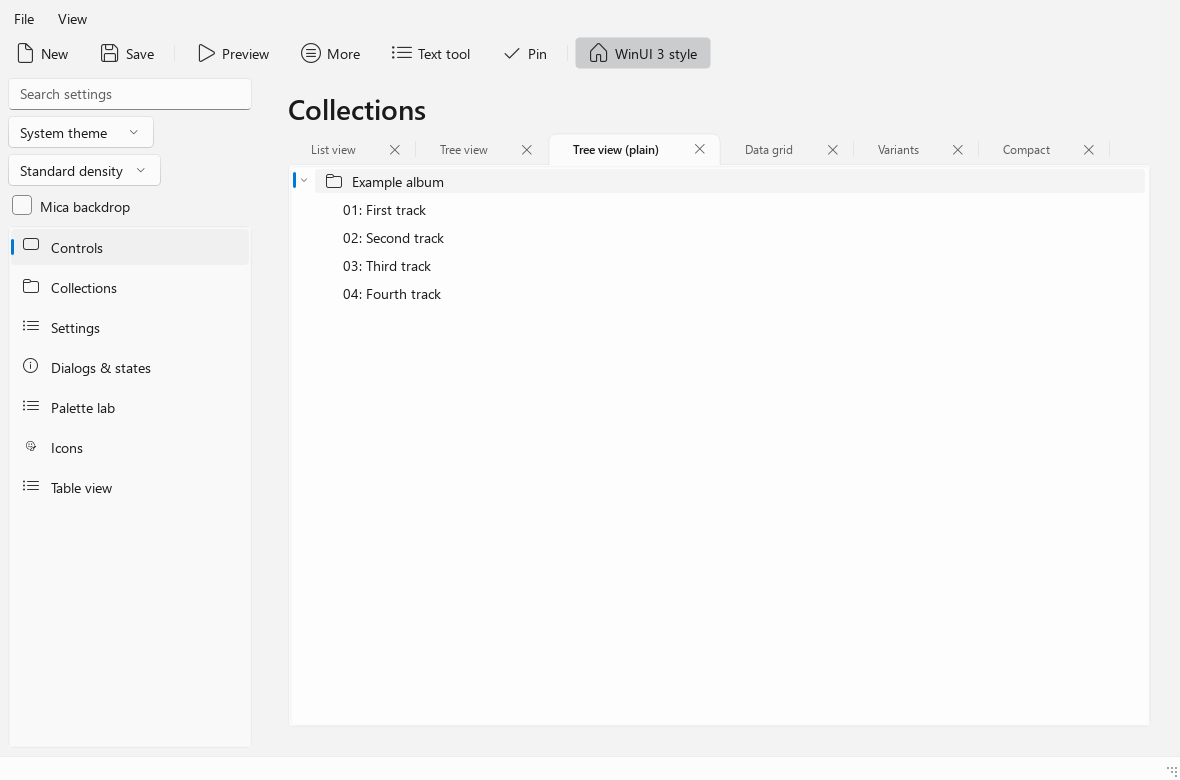 File View
New Save Preview More Text tool Pin WinUI 3 style
Search settings
System theme
Standard density
Mica backdrop
Controls
Collections
Settings
Dialogs & states
Palette lab
Icons
Table view
Collections
List view Tree view Tree view (plain) Data grid Variants Compact
Example album
01: First track
02: Second track
03: Third track
04: Fourth track